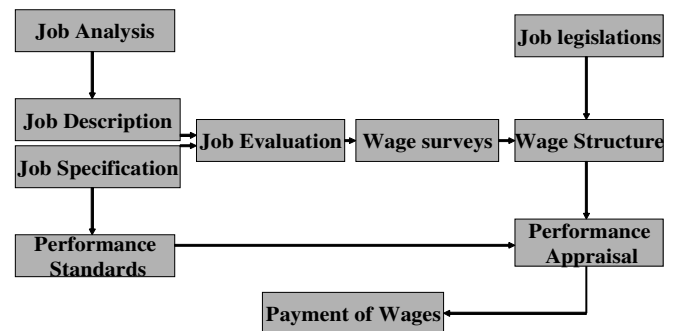 Job Analysis
Job legislations
Job Description
Job Evaluation
Wage surveys
Wage Structure
Job Specification
Performance
Standards
Performance
Appraisal
Payment of Wages